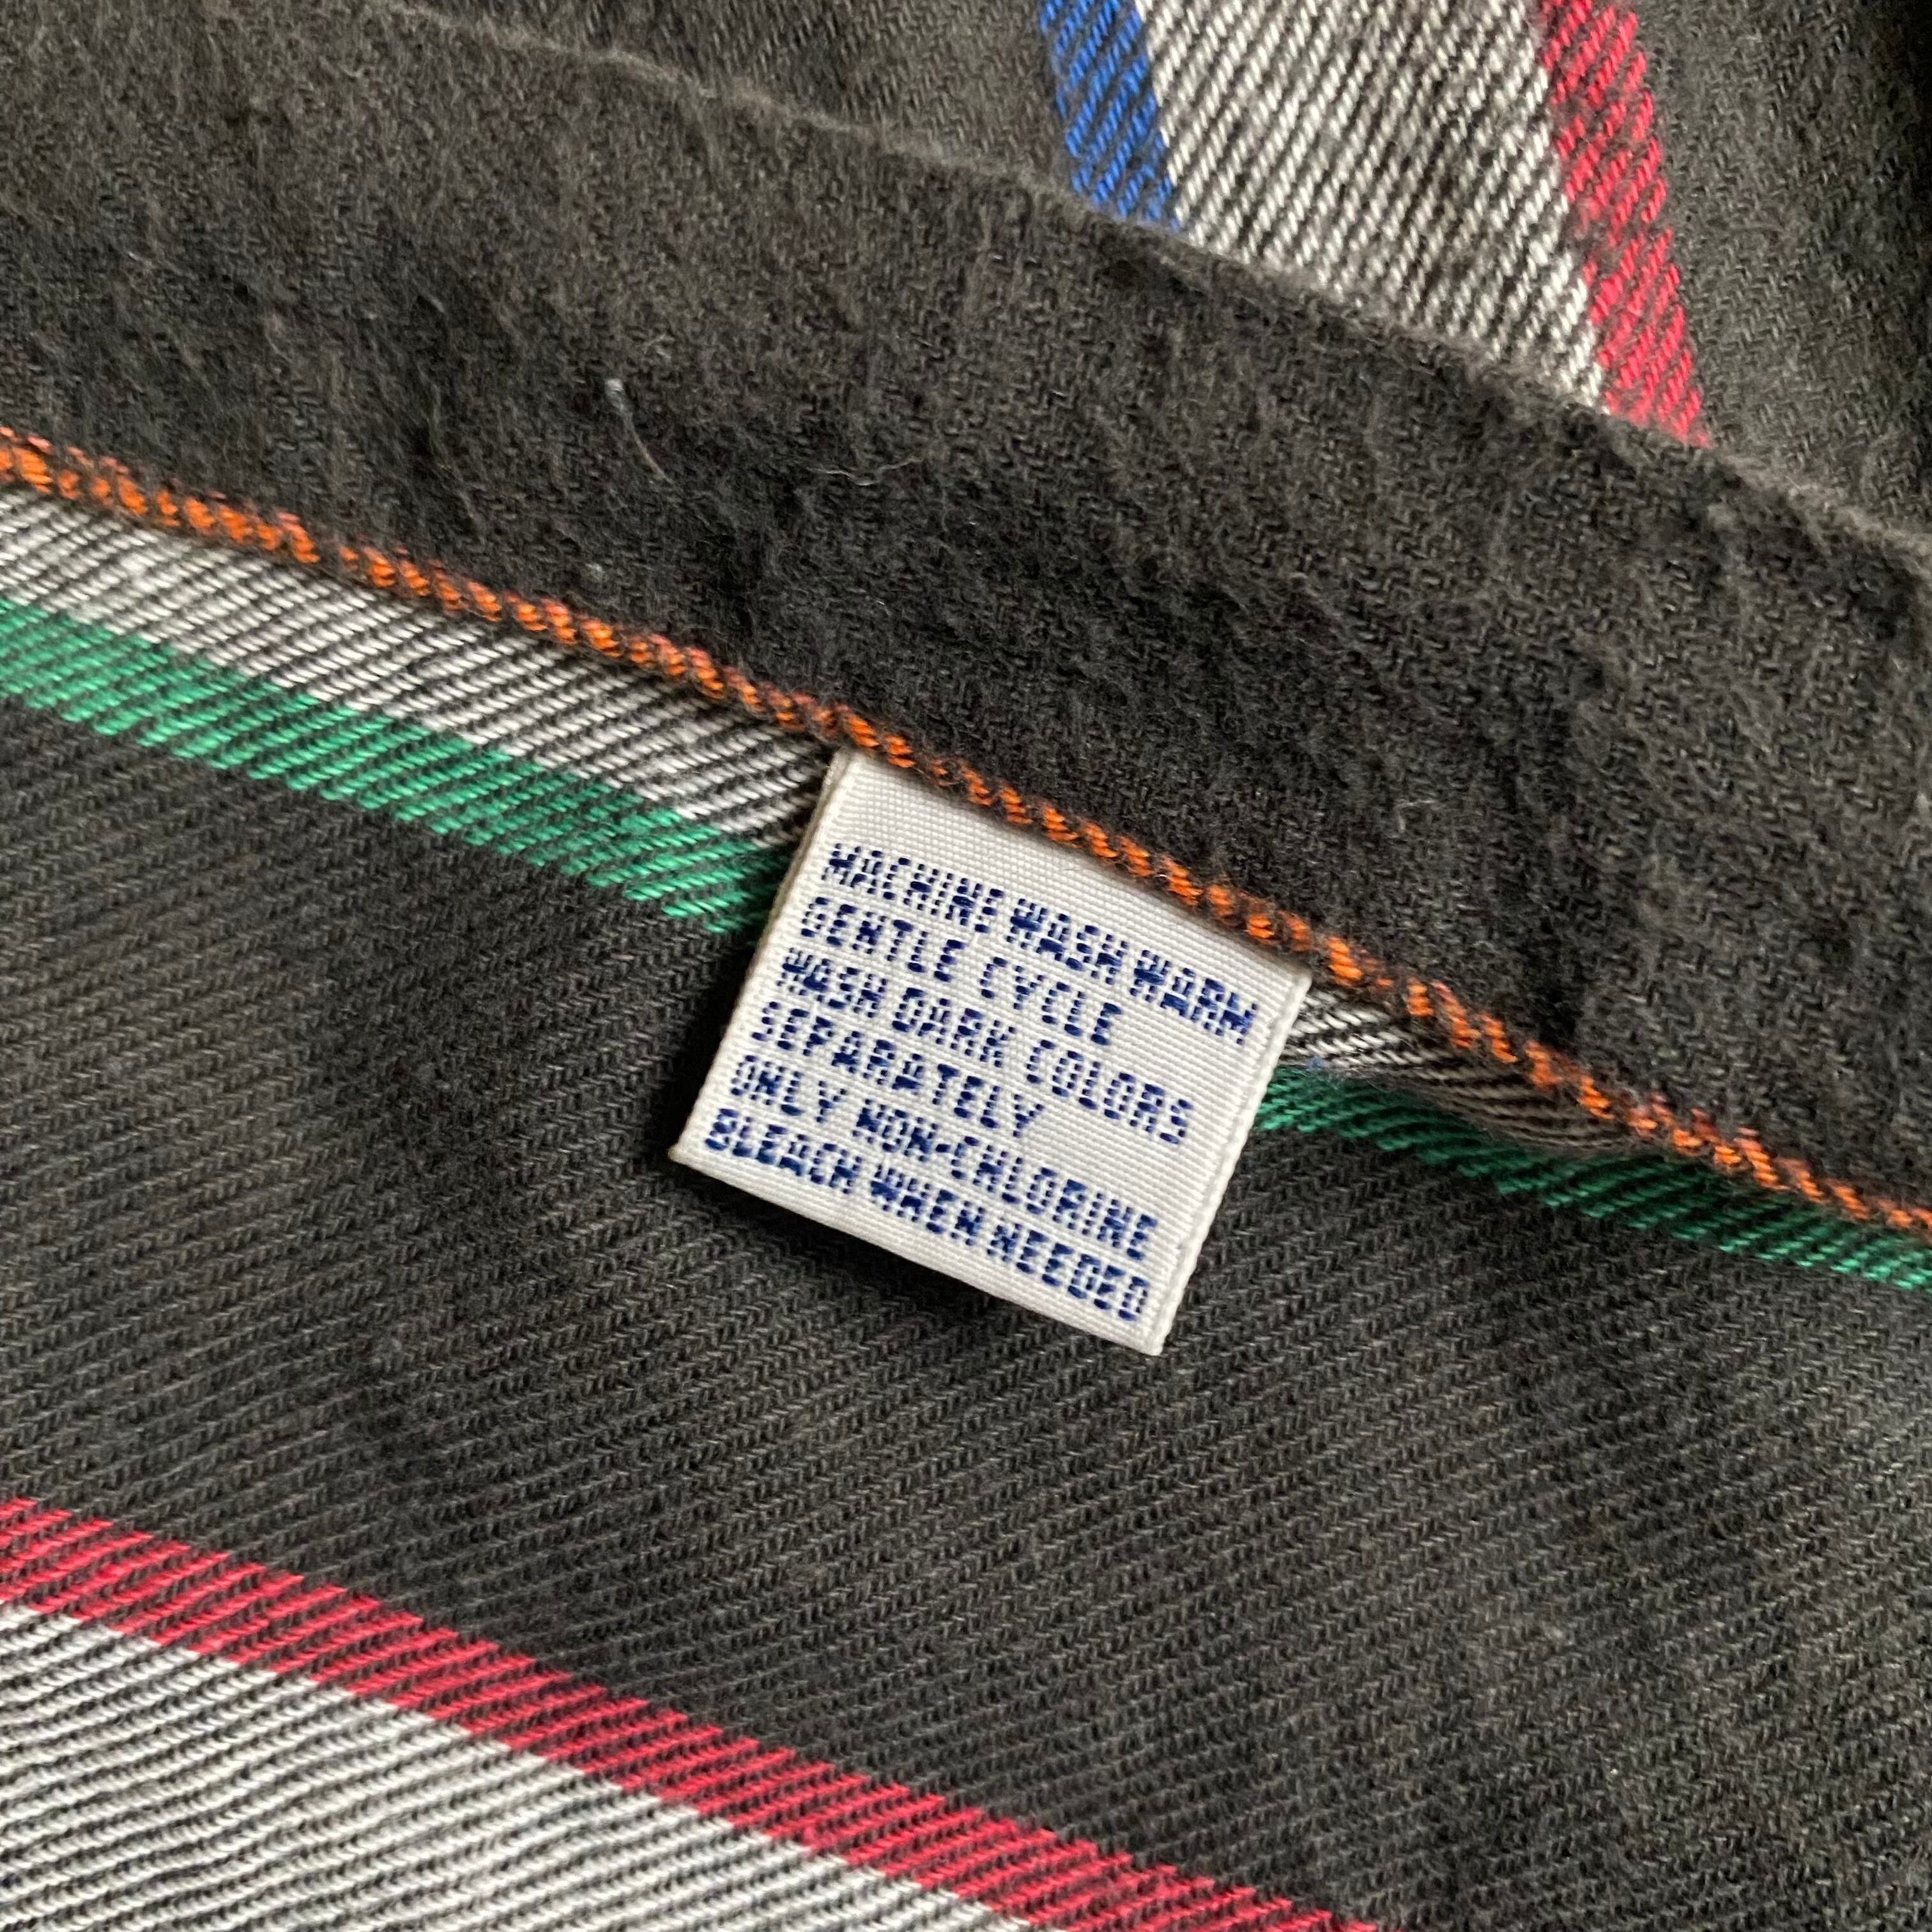 MACHINE WASH WARM
GENTLE CYCLE
WASH DARK COLORS
SEPARATELY
ONLY NON-CHLORINE
BLEACH WHEN NEEDED